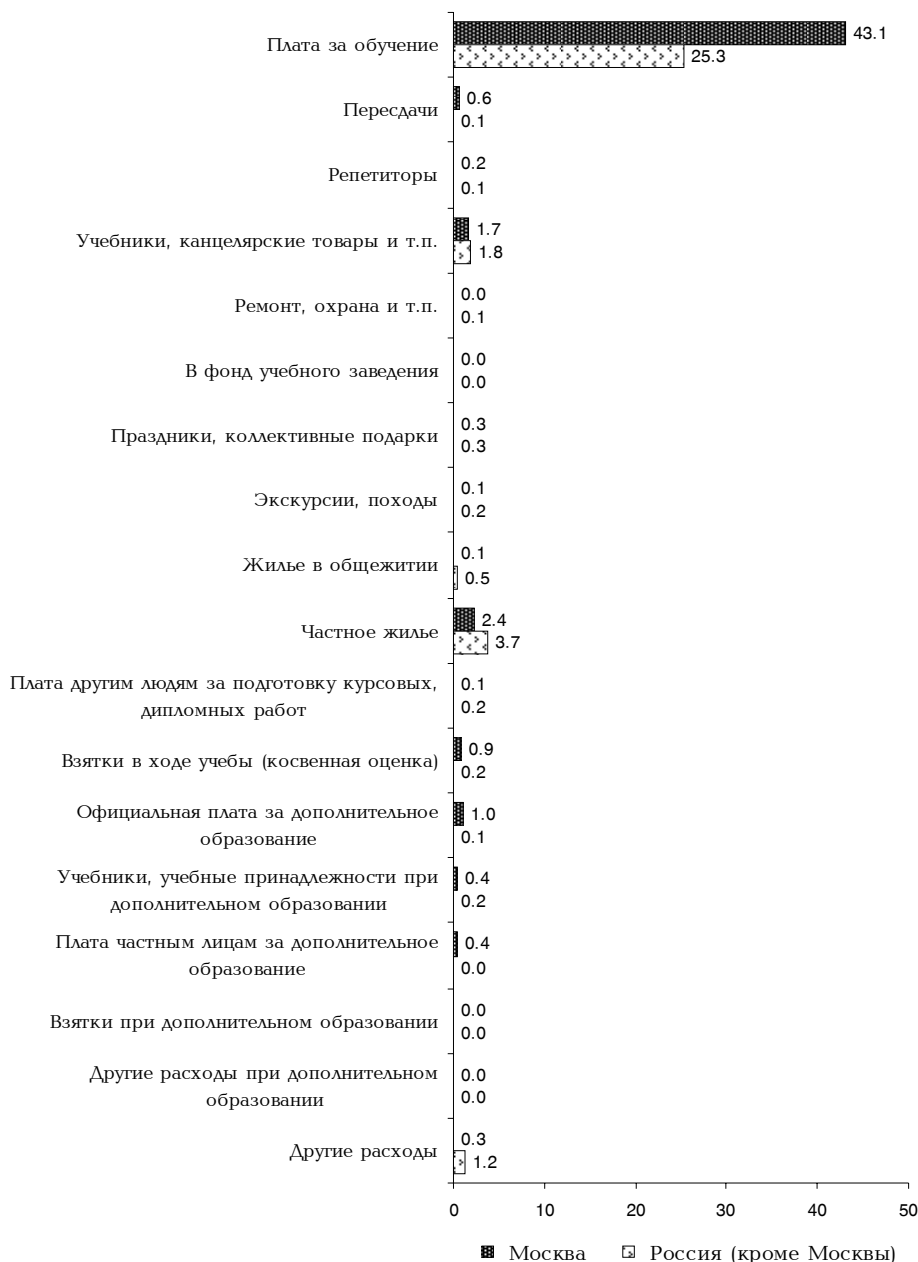 Плата за обучение
43.1
25.3
Пересдачи
0.6
0.1
Репетиторы
0.2
0.1
Учебники, канцелярские товары и т.п.
1.7
1.8
Ремонт, охрана и т.п.
0.0
0.1
В фонд учебного заведения
0.0
0.0
Праздники, коллективные подарки
0.3
0.3
Экскурсии, походы
0.1
0.2
Жилье в общежитии
0.1
0.5
Частное жилье
2.4
3.7
Плата другим людям за подготовку курсовых,
дипломных работ
0.1
0.2
Взятки в ходе учебы (косвенная оценка)
0.9
0.2
Официальная плата за дополнительное
образование
1.0
0.1
Учебники, учебные принадлежности при
дополнительном образовании
0.4
0.2
Плата частным лицам за дополнительное
образование
0.4
0.0
Взятки при дополнительном образовании
0.0
0.0
Другие расходы при дополнительном
образовании
0.0
0.0
Другие расходы
0.3
1.2
0 10 20 30 40 50
Москва Россия (кроме Москвы)